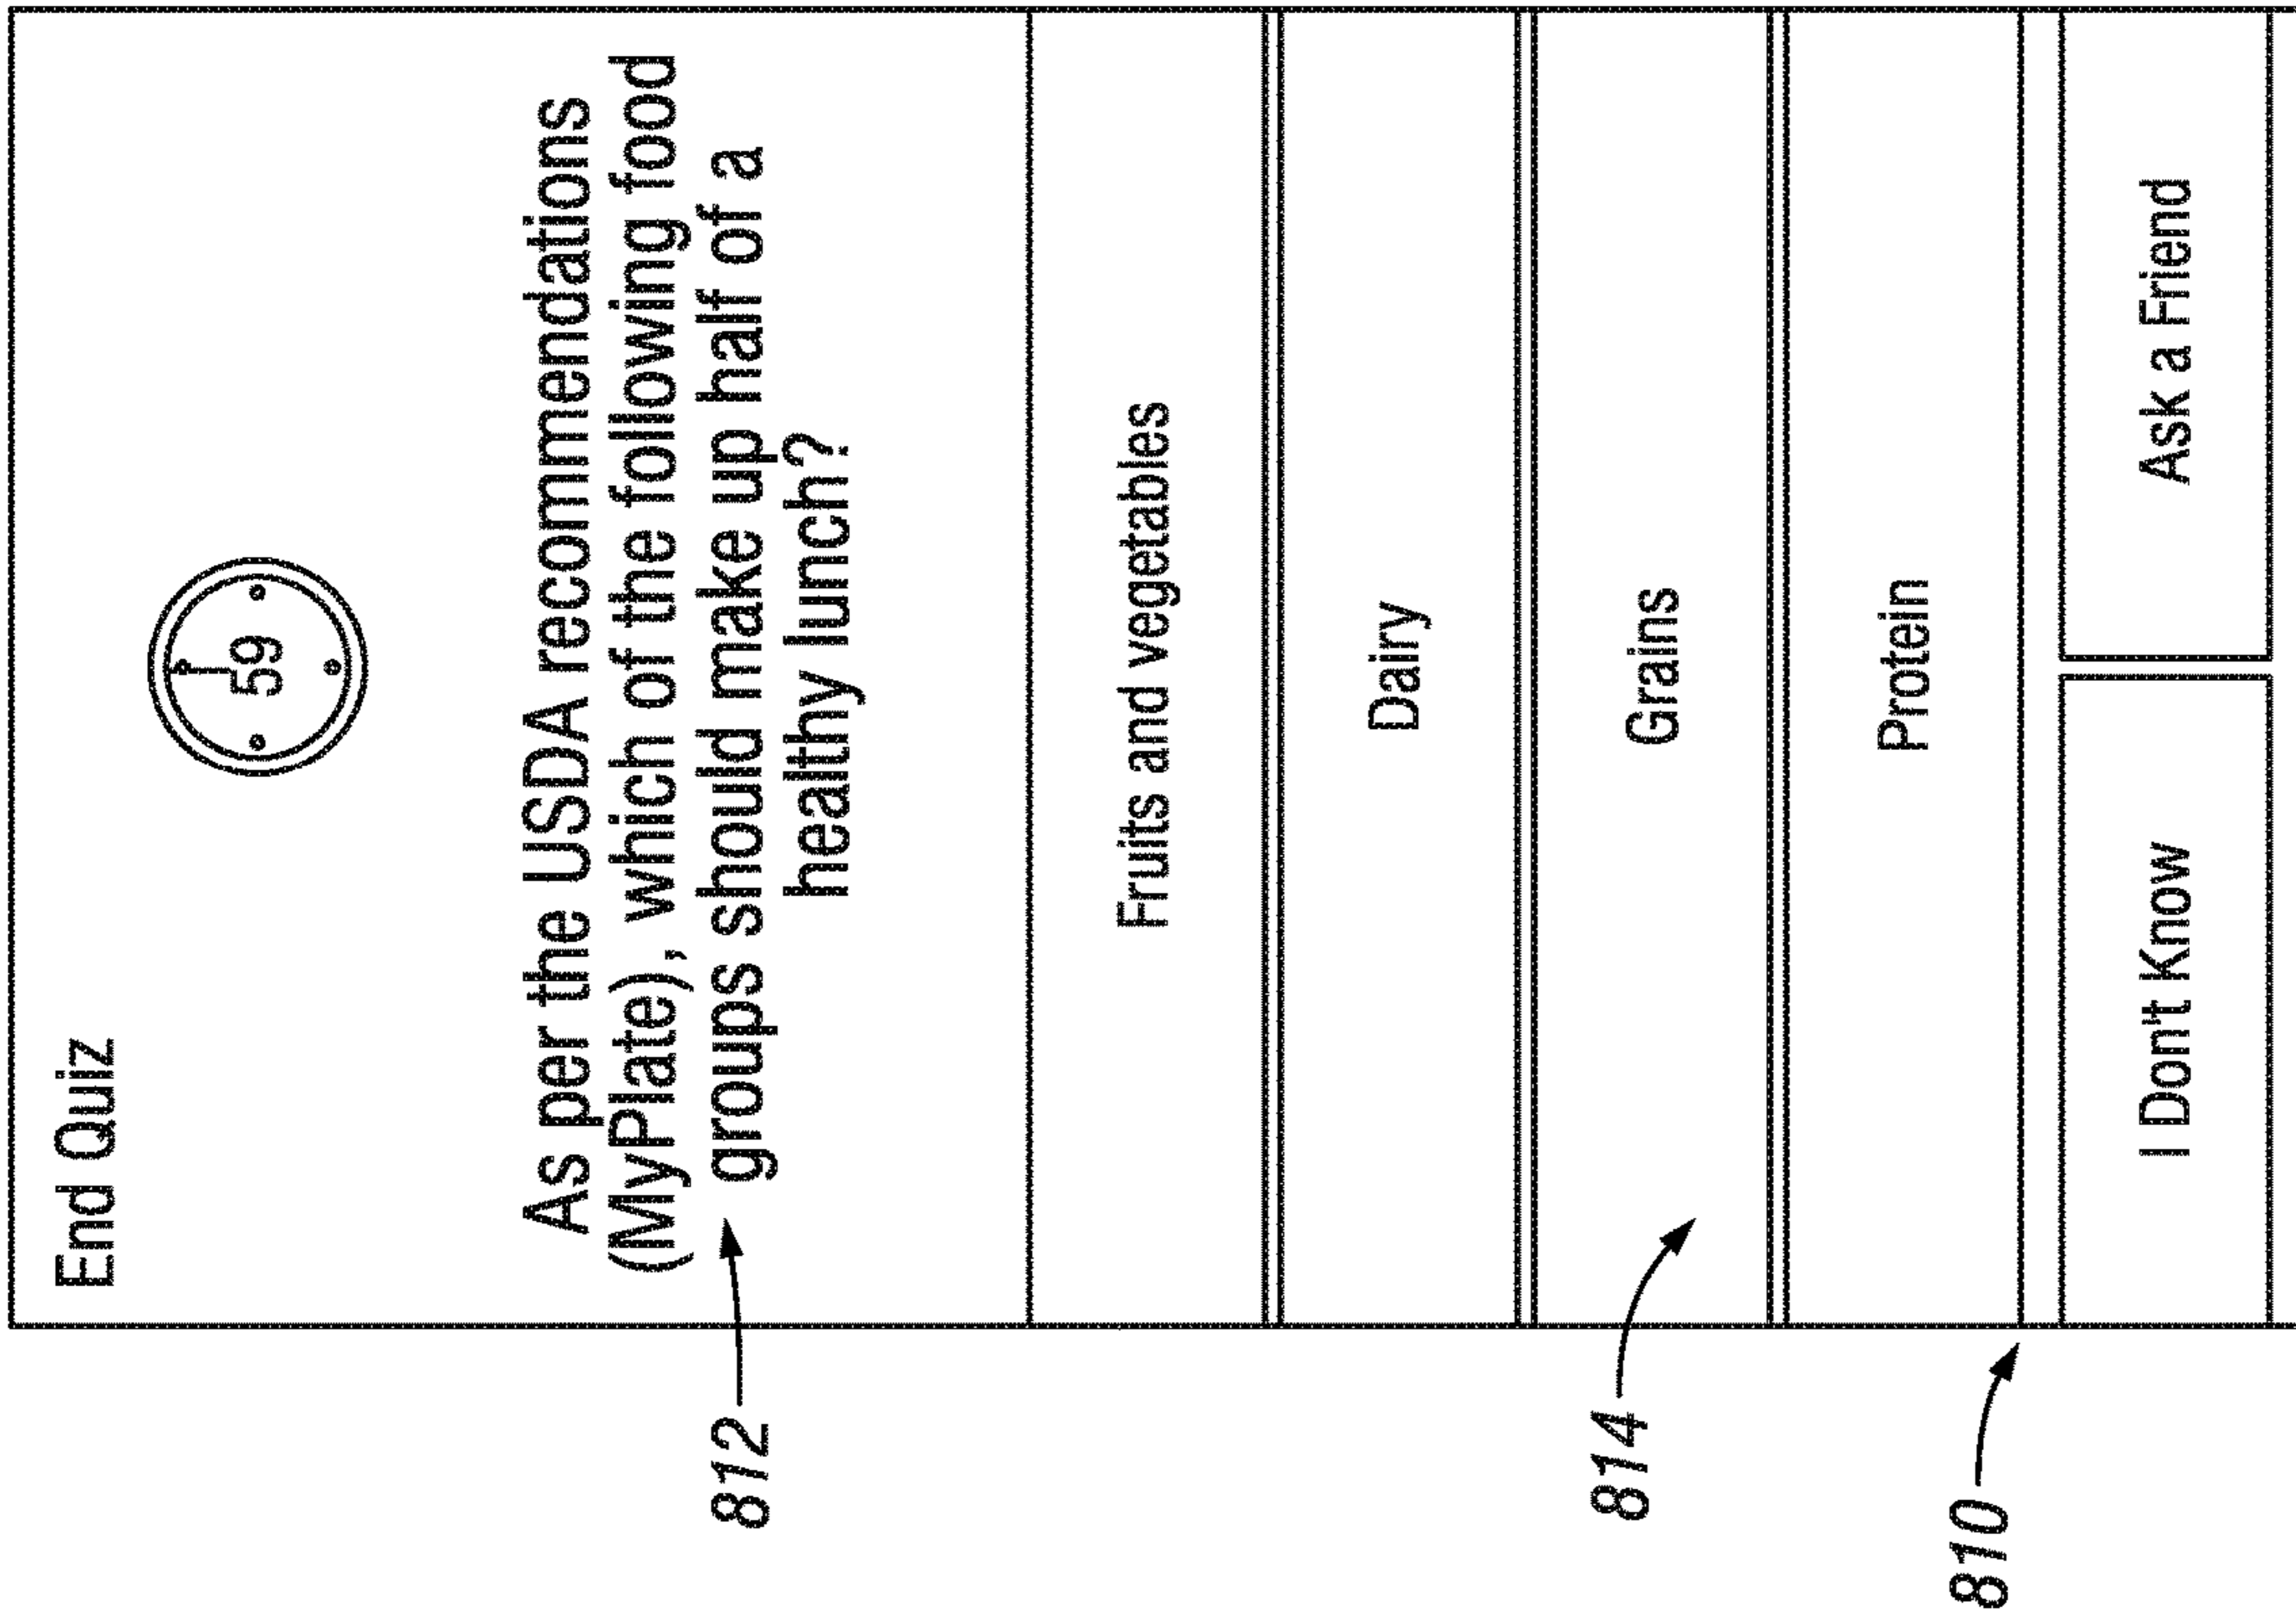 End Quiz
59
As per the USDA recommendations
(MyPlate), which of the following food
groups should make up half of a
healthy lunch?
812
Fruits and vegetables
Dairy
Grains
814
Protein
810
I Don't Know
Ask a Friend